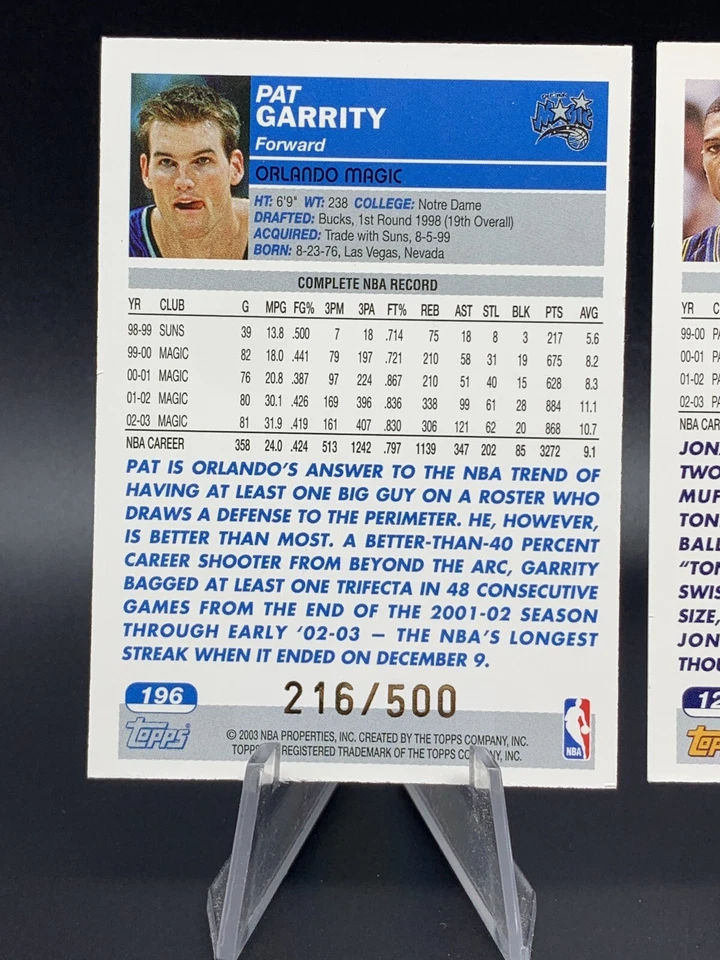 PAT
GARRITY
Forward
ORLANDO MAGIC
ORLANDO MAGIC
HT: 6'9" WT: 238 COLLEGE: Notre Dame
DRAFTED: Bucks, 1st Round 1998 (19th Overall)
ACQUIRED: Trade with Suns, 8-5-99
BORN: 8-23-76, Las Vegas, Nevada
COMPLETE NBA RECORD
YR CLUB G MPG FG% 3PM 3PA FT% REB AST STL BLK PTS AVG
98-99 SUNS 39 13.8 .500 7 18 .714 75 18 8 3 217 5.6
99-00 MAGIC 82 18.0 .441 79 197 .721 210 58 31 19 675 8.2
00-01 MAGIC 76 20.8 .387 97 224 .867 210 51 40 15 628 8.3
01-02 MAGIC 80 30.1 .426 169 396 .836 338 99 61 28 884 11.1
02-03 MAGIC 81 31.9 .419 161 407 .830 306 121 62 20 868 10.7
NBA CAREER 358 24.0 .424 513 1242 .797 1139 347 202 85 3272 9.1
PAT IS ORLANDO'S ANSWER TO THE NBA TREND OF
HAVING AT LEAST ONE BIG GUY ON A ROSTER WHO
DRAWS A DEFENSE TO THE PERIMETER. HE, HOWEVER,
IS BETTER THAN MOST. A BETTER-THAN-40 PERCENT
CAREER SHOOTER FROM BEYOND THE ARC, GARRITY
BAGGED AT LEAST ONE TRIFECTA IN 48 CONSECUTIVE
GAMES FROM THE END OF THE 2001-02 SEASON
THROUGH EARLY '02-03 – THE NBA'S LONGEST
STREAK WHEN IT ENDED ON DECEMBER 9.
196
216/500
Topps
© 2003 NBA PROPERTIES, INC. CREATED BY THE TOPPS COMPANY, INC.
TOPPS REGISTERED TRADEMARK OF THE TOPPS COMPANY, INC.
NBA
YR C
99-00 PA
00-01 PA
01-02 PA
02-03 PA
NBA CAR
JON
TWO
MUF
TON
BALL
"TON
SWIS
SIZE,
JON
THOU
12